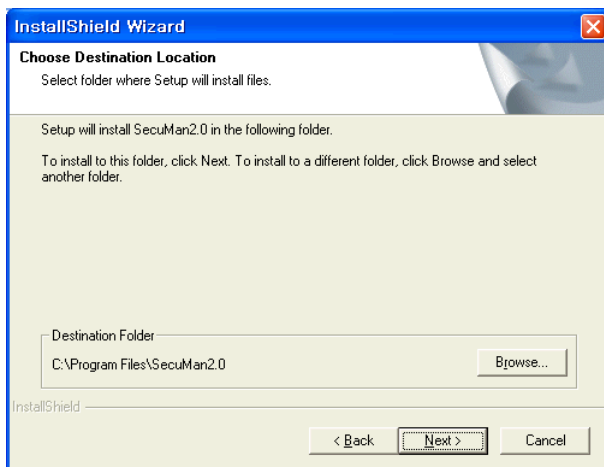 InstallShield Wizard
Choose Destination Location
Select folder where Setup will install files.
Setup will install SecuMan2.0 in the following folder.
To install to this folder, click Next. To install to a different folder, click Browse and select
another folder.
Destination Folder
C:\Program Files\SecuMan2.0
Browse...
InstallShield
< Back
Next >
Cancel